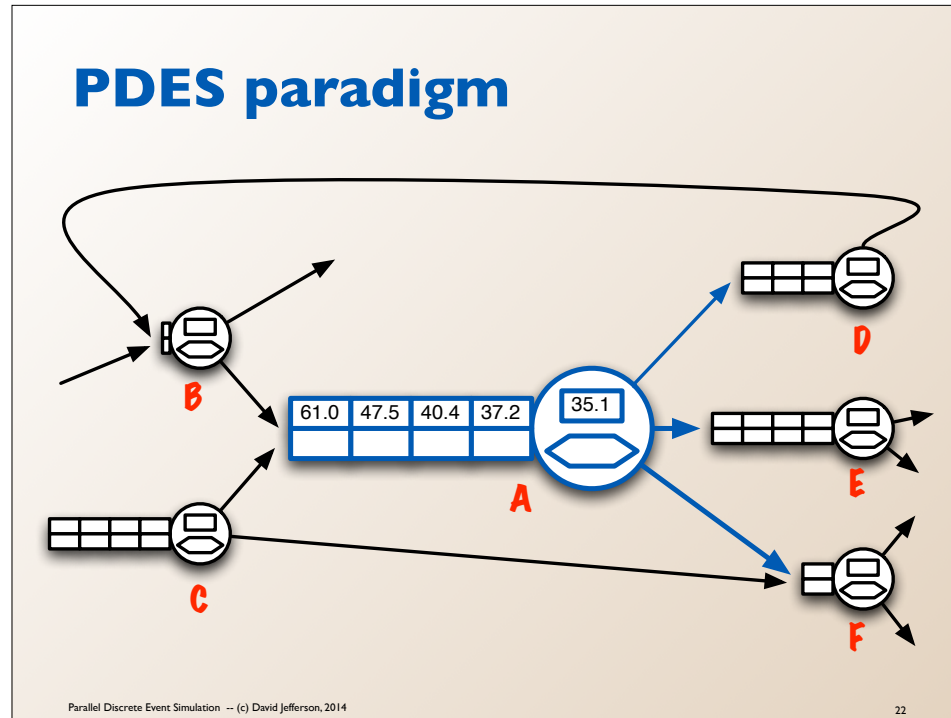 PDES paradigm
D
B
61.0 47.5 40.4 37.2 35.1
A
E
C
F
Parallel Discrete Event Simulation -- (c) David Jefferson, 2014
22